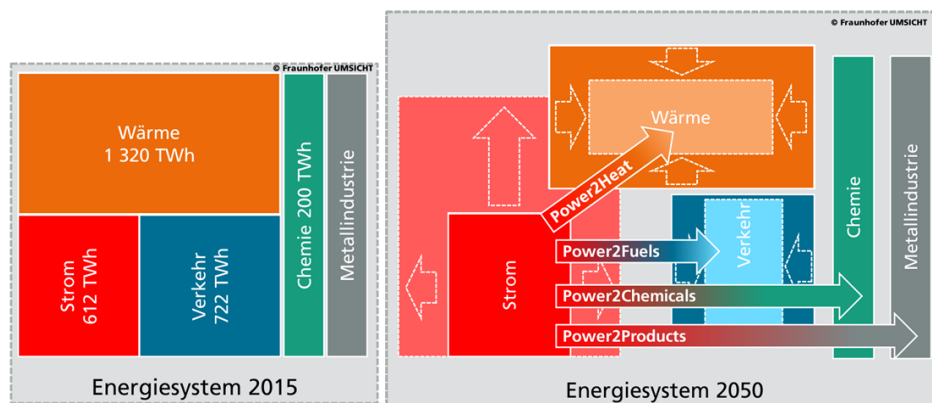 © Fraunhofer UMSICHT
Wärme
1 320 TWh
Strom
612 TWh
Verkehr
722 TWh
Chemie 200 TWh
Metallindustrie
Energiesystem 2015
© Fraunhofer UMSICHT
Wärme
Power2Heat
Strom
Power2Fuels
Verkehr
Power2Chemicals
Power2Products
Chemie
Metallindustrie
Energiesystem 2050